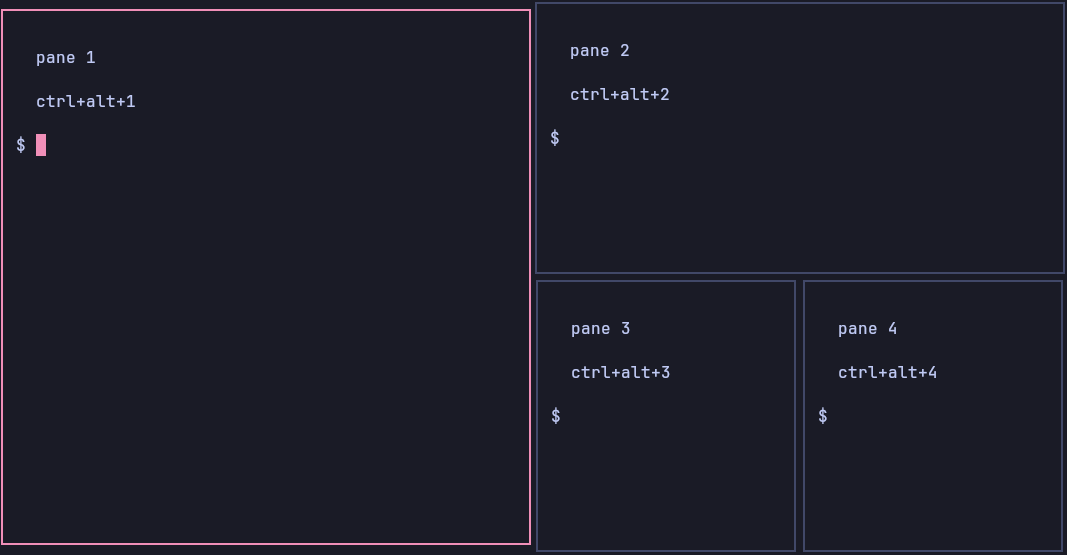 pane 1
ctrl+alt+1
$
pane 2
ctrl+alt+2
$
pane 3
ctrl+alt+3
$
pane 4
ctrl+alt+4
$